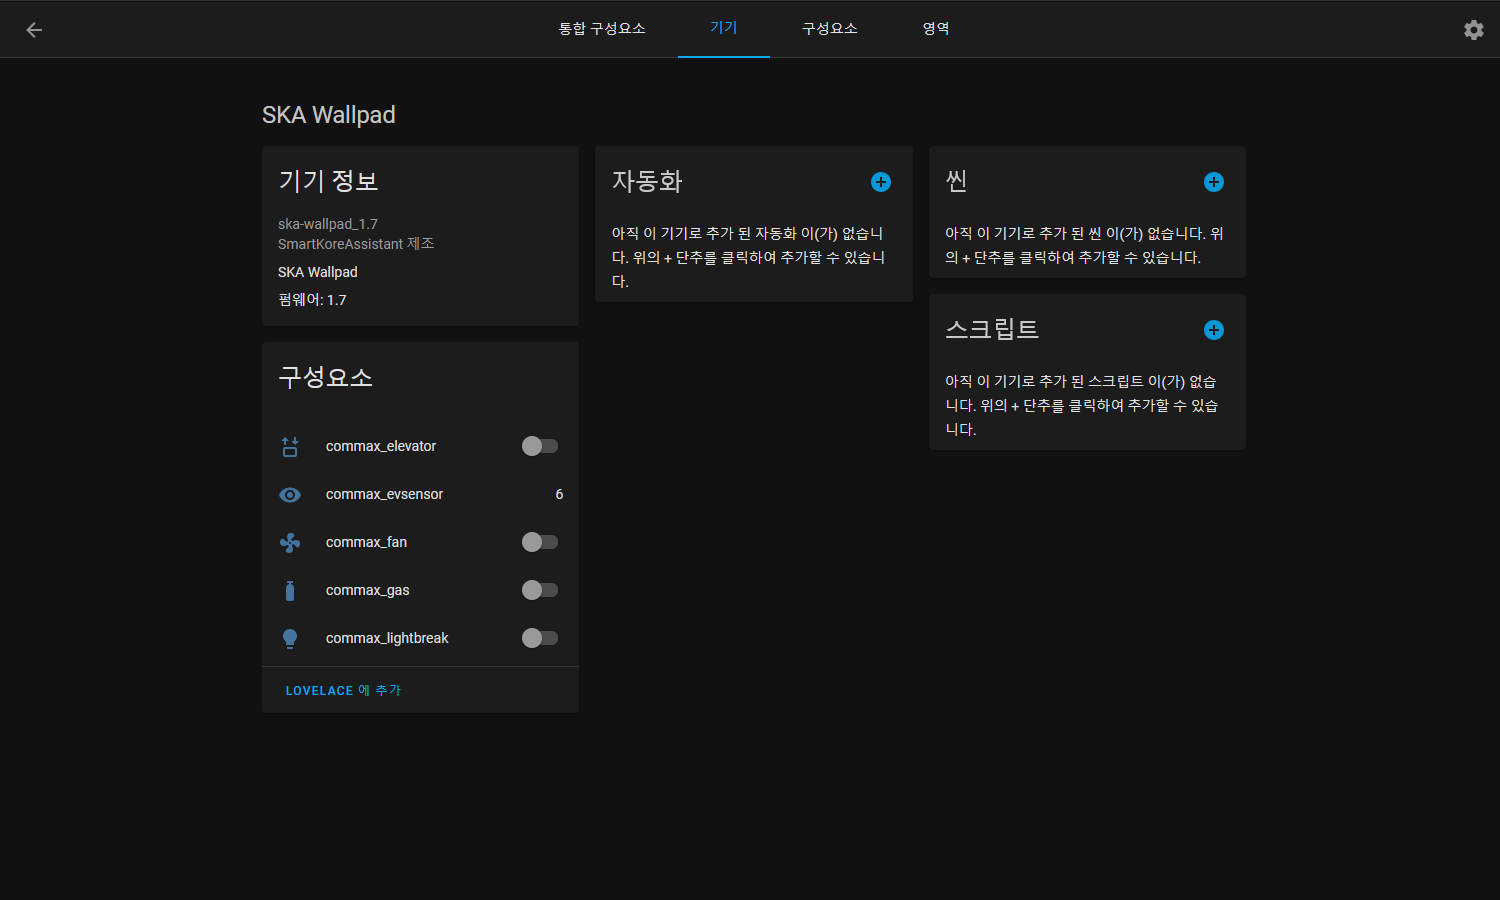 통합 구성요소
기기
구성요소
영역
SKA Wallpad
기기 정보
ska-wallpad_1.7
SmartKoreAssistant 제조
SKA Wallpad
펌웨어: 1.7
구성요소
commax_elevator
commax_evsensor 6
commax_fan
commax_gas
commax_lightbreak
LOVELACE 에 추가
자동화
아직 이 기기로 추가 된 자동화 이(가) 없습니
다. 위의 + 단추를 클릭하여 추가할 수 있습니
다.
씬
아직 이 기기로 추가 된 씬 이(가) 없습니다. 위
의 + 단추를 클릭하여 추가할 수 있습니다.
스크립트
아직 이 기기로 추가 된 스크립트 이(가) 없습
니다. 위의 + 단추를 클릭하여 추가할 수 있습
니다.